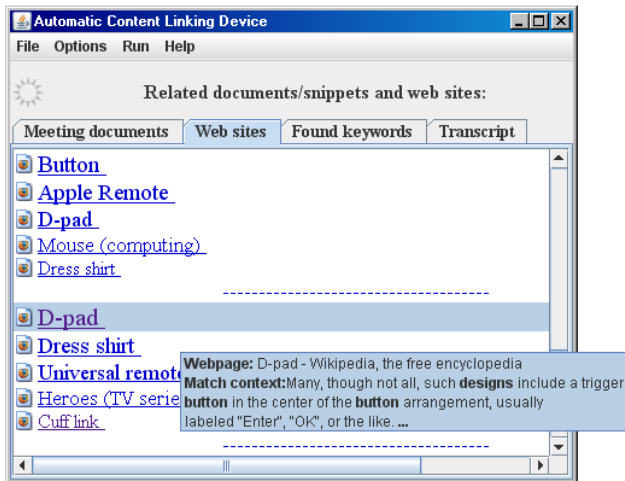 Automatic Content Linking Device
File Options Run Help
Related documents/snippets and web sites:
Meeting documents Web sites Found keywords Transcript
Button
Apple Remote
D-pad
Mouse (computing)
Dress shirt
------------------------------------
D-pad
Dress shirt
Universal remote
Heroes (TV serie
Cuff link
Webpage: D-pad - Wikipedia, the free encyclopedia
Match context:Many, though not all, such designs include a trigger
button in the center of the button arrangement, usually
labeled "Enter", "OK", or the like. ...
------------------------------------